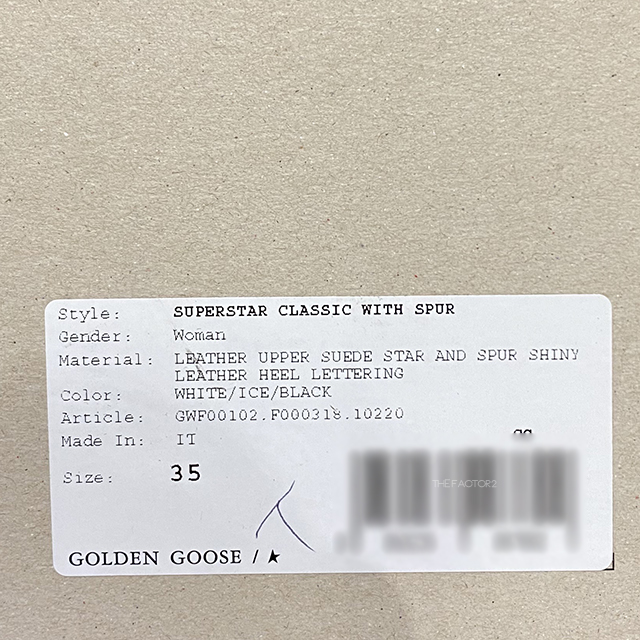 Style: SUPERSTAR CLASSIC WITH SPUR
Gender: Woman
Material: LEATHER UPPER SUEDE STAR AND SPUR SHINY
LEATHER HEEL LETTERING
Color: WHITE/ICE/BLACK
Article: GWF00102.F000318.10220
Made In: IT
Size: 35
THE FACTOR2
GOLDEN GOOSE / ★